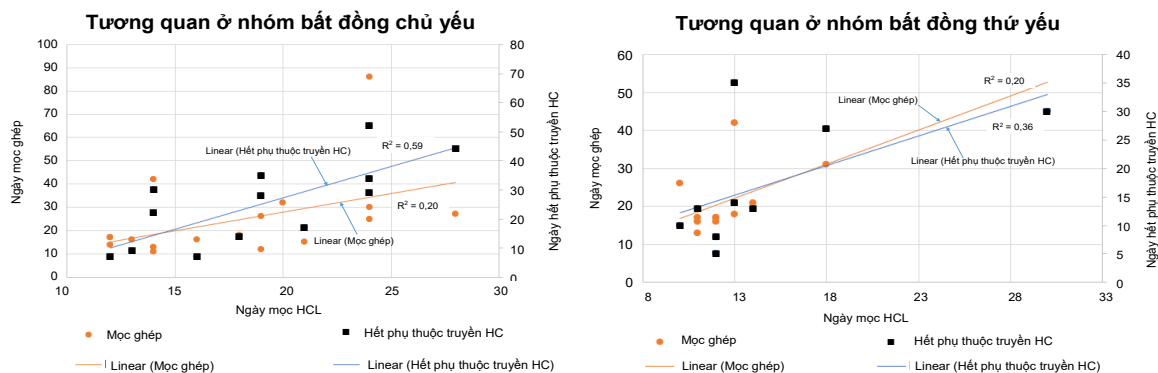 Tương quan ở nhóm bất đồng chủ yếu
100
90
80
70
60
50
40
30
20
10
0
Ngày mọc ghép
80
70
60
50
40
30
20
10
0
Ngày hết phụ thuộc truyền HC
R² = 0,59
Linear (Hết phụ thuộc truyền HC)
R² = 0,20
Linear (Mọc ghép)
10 15 20 25 30
Ngày mọc HCL
Mọc ghép Hết phụ thuộc truyền HC
Linear (Mọc ghép) Linear (Hết phụ thuộc truyền HC)
Tương quan ở nhóm bất đồng thứ yếu
60
50
40
30
20
10
0
Ngày mọc ghép
40
35
30
25
20
15
10
5
0
Ngày hết phụ thuộc truyền HC
R² = 0,20
Linear (Mọc ghép)
R² = 0,36
Linear (Hết phụ thuộc truyền HC)
8 13 18 23 28 33
Ngày mọc HCL
Mọc ghép Hết phụ thuộc truyền HC
Linear (Mọc ghép) Linear (Hết phụ thuộc truyền HC)